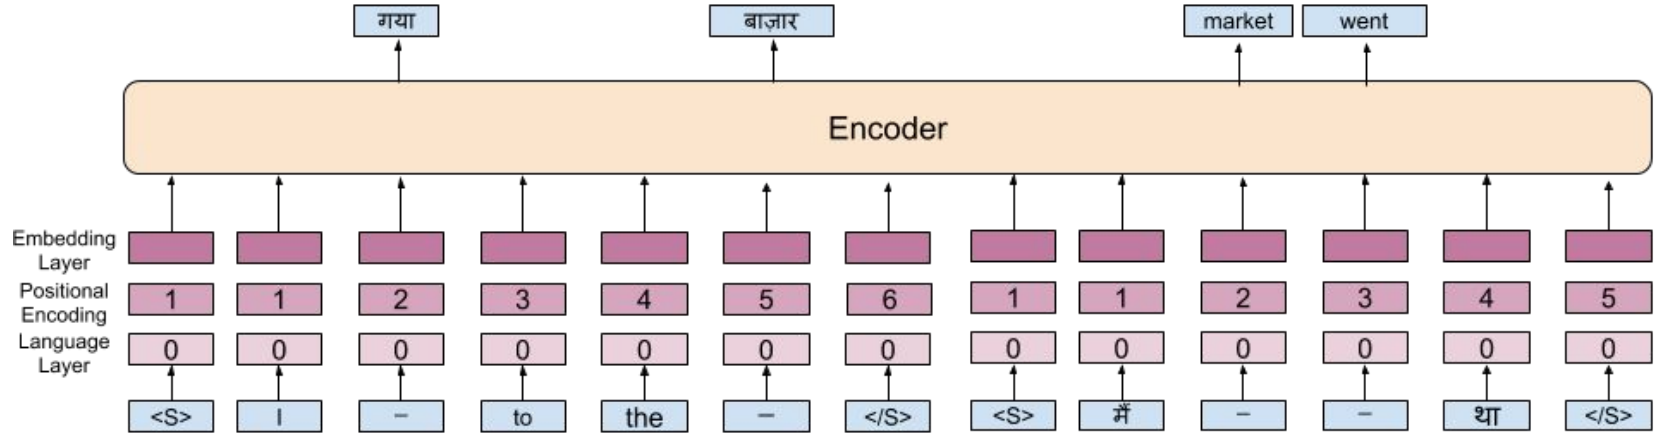 गया बाज़ार market went
Encoder
Embedding
Layer
Positional
Encoding
1 1 2 3 4 5 6 1 1 2 3 4 5
Language
Layer
0 0 0 0 0 0 0 0 0 0 0 0 0
<S> I – to the – </S> <S> मैं – – था </S>